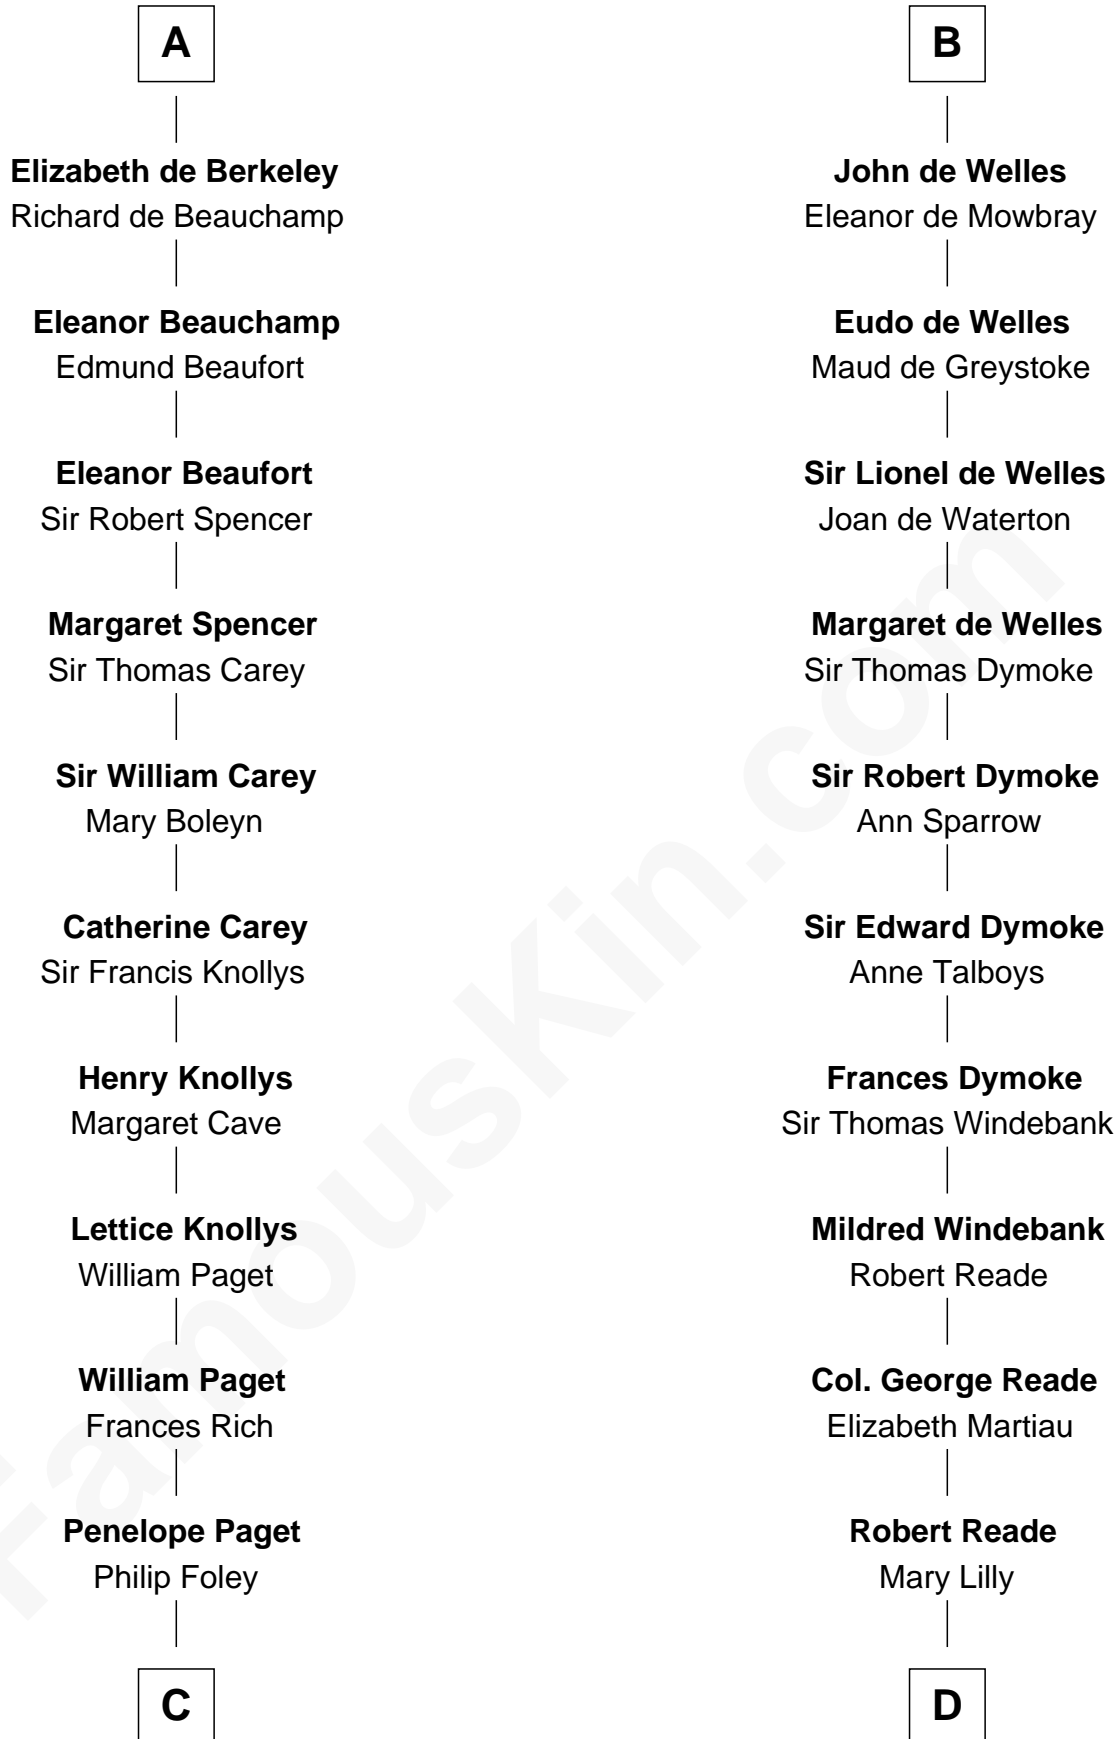 A
Elizabeth de Berkeley
Richard de Beauchamp
Eleanor Beauchamp
Edmund Beaufort
Eleanor Beaufort
Sir Robert Spencer
Margaret Spencer
Sir Thomas Carey
Sir William Carey
Mary Boleyn
Catherine Carey
Sir Francis Knollys
Henry Knollys
Margaret Cave
Lettice Knollys
William Paget
William Paget
Frances Rich
Penelope Paget
Philip Foley
C
B
John de Welles
Eleanor de Mowbray
Eudo de Welles
Maud de Greystoke
Sir Lionel de Welles
Joan de Waterton
Margaret de Welles
Sir Thomas Dymoke
Sir Robert Dymoke
Ann Sparrow
Sir Edward Dymoke
Anne Talboys
Frances Dymoke
Sir Thomas Windebank
Mildred Windebank
Robert Reade
Col. George Reade
Elizabeth Martiau
Robert Reade
Mary Lilly
D
FamousKin.com